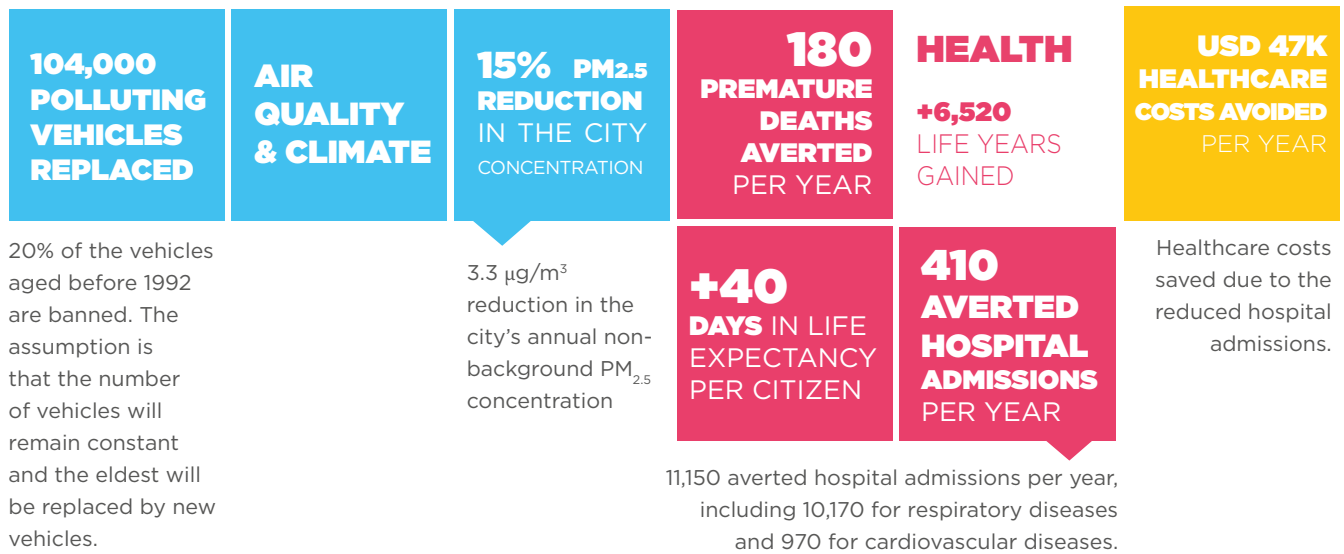 104,000
POLLUTING
VEHICLES
REPLACED
20% of the vehicles
aged before 1992
are banned. The
assumption is
that the number
of vehicles will
remain constant
and the eldest will
be replaced by new
vehicles.
AIR
QUALITY
& CLIMATE
15% PM2.5
REDUCTION
IN THE CITY
CONCENTRATION
3.3 μg/m³
reduction in the
city’s annual non-
background PM2.5
concentration
180
PREMATURE
DEATHS
AVERTED
PER YEAR
HEALTH
+6,520
LIFE YEARS
GAINED
+40
DAYS IN LIFE
EXPECTANCY
PER CITIZEN
410
AVERTED
HOSPITAL
ADMISSIONS
PER YEAR
11,150 averted hospital admissions per year,
including 10,170 for respiratory diseases
and 970 for cardiovascular diseases.
USD 47K
HEALTHCARE
COSTS AVOIDED
PER YEAR
Healthcare costs
saved due to the
reduced hospital
admissions.